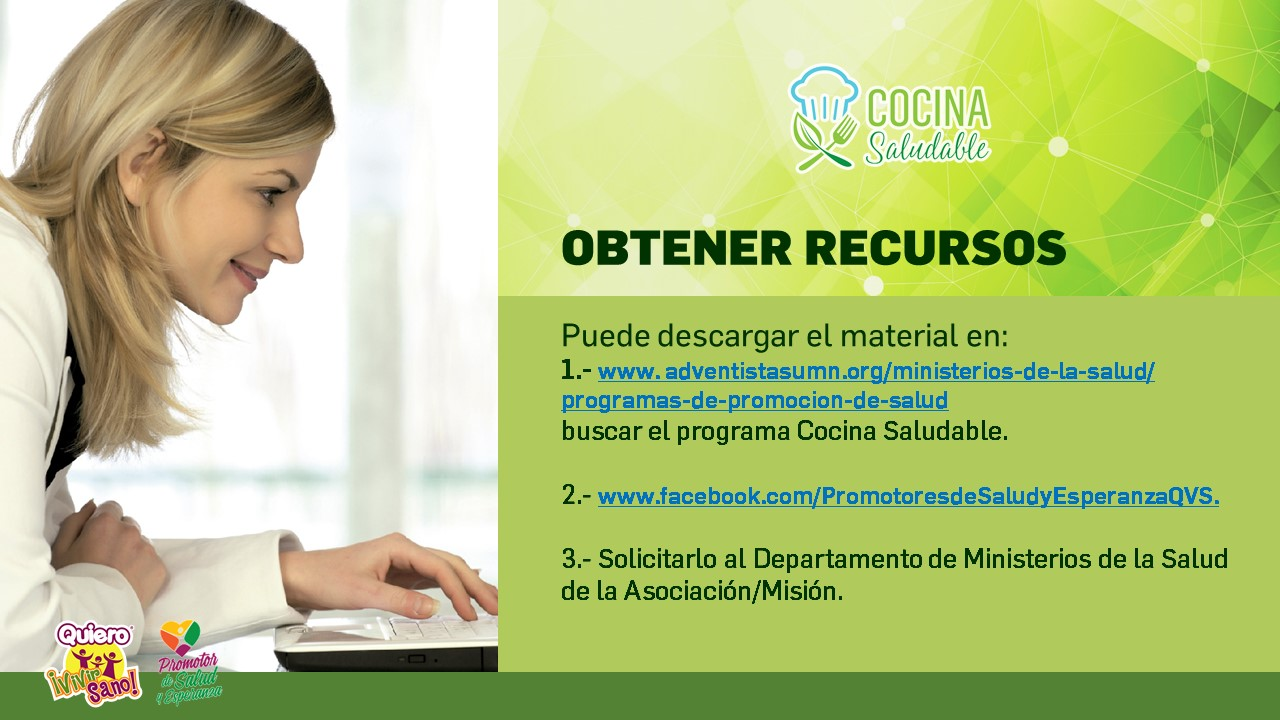 COCINA
Saludable
OBTENER RECURSOS
Puede descargar el material en:
1.- www. adventistasumn.org/ministerios-de-la-salud/
programas-de-promocion-de-salud
buscar el programa Cocina Saludable.
2.- www.facebook.com/PromotoresdeSaludyEsperanzaQVS.
3.- Solicitarlo al Departamento de Ministerios de la Salud
de la Asociación/Misión.
Quiero
¡Vivir
sano!
Promotor
de Salud
y Esperanza